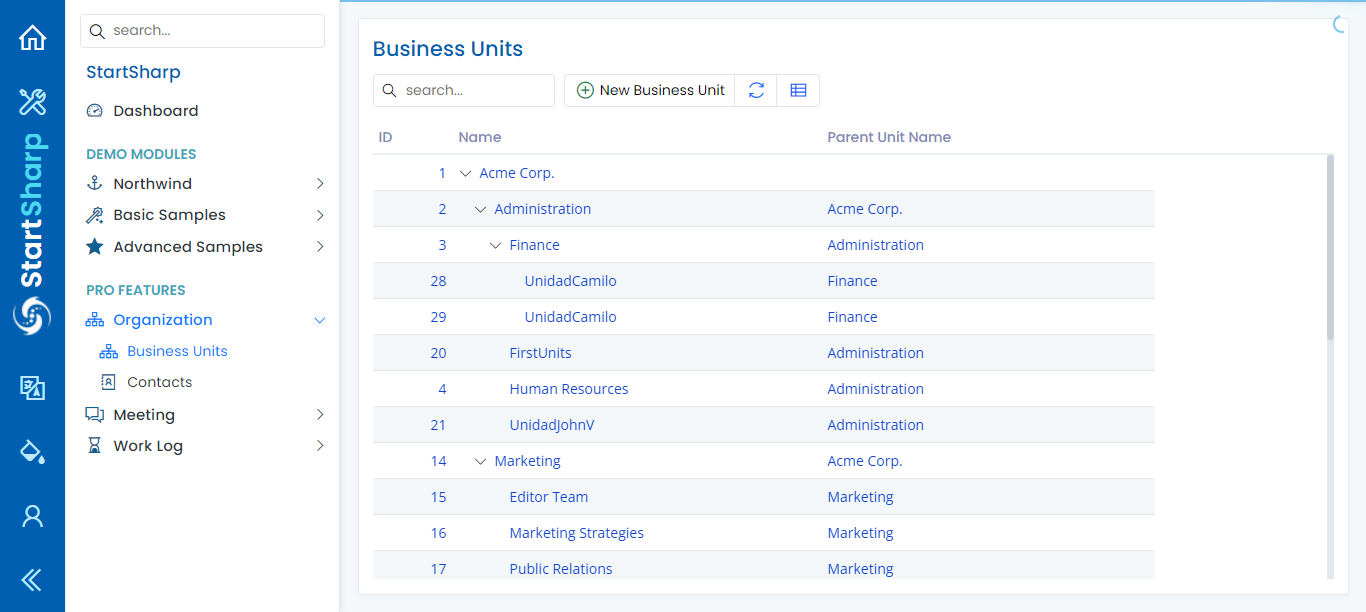 StartSharp
search...
StartSharp
Dashboard
DEMO MODULES
Northwind
Basic Samples
Advanced Samples
PRO FEATURES
Organization
Business Units
Contacts
Meeting
Work Log
Business Units
search...
New Business Unit
ID Name Parent Unit Name
1 Acme Corp.
2 Administration Acme Corp.
3 Finance Administration
28 UnidadCamilo Finance
29 UnidadCamilo Finance
20 FirstUnits Administration
4 Human Resources Administration
21 UnidadJohnV Administration
14 Marketing Acme Corp.
15 Editor Team Marketing
16 Marketing Strategies Marketing
17 Public Relations Marketing